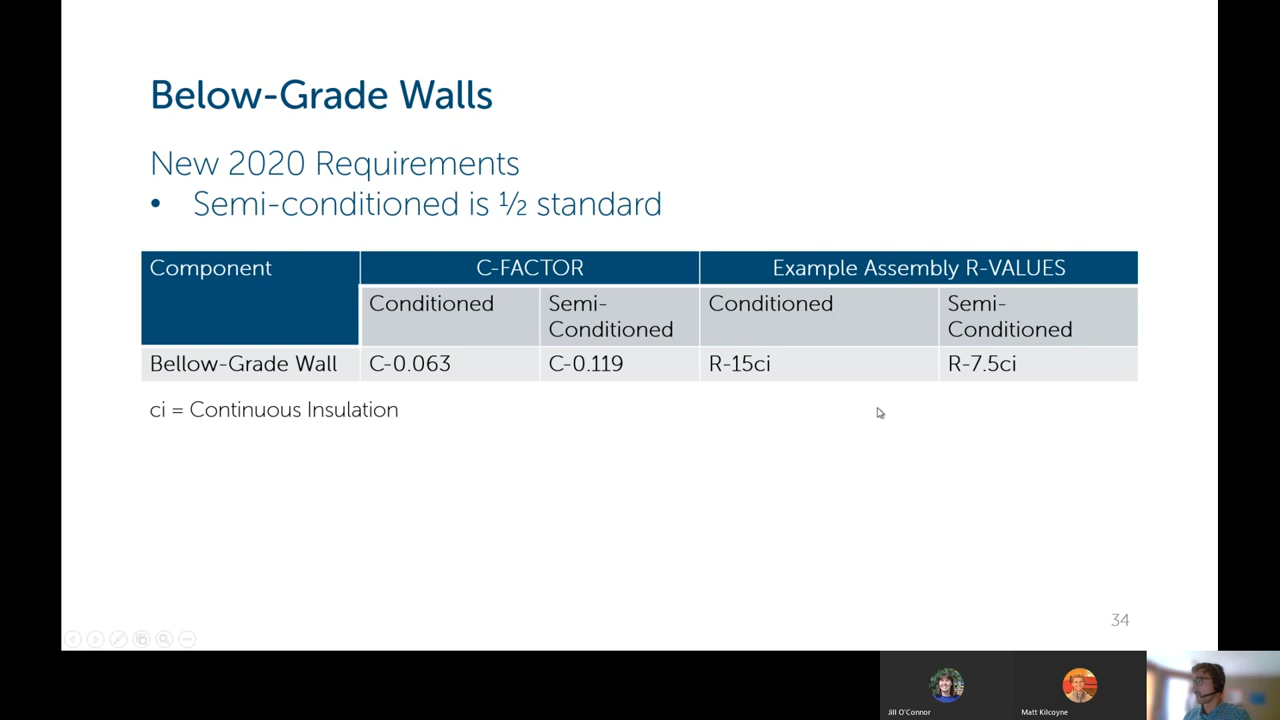 Below-Grade Walls
New 2020 Requirements
• Semi-conditioned is ½ standard
Component
C-FACTOR
Example Assembly R-VALUES
Conditioned
Semi-
Conditioned
Conditioned
Semi-
Conditioned
Bellow-Grade Wall
C-0.063
C-0.119
R-15ci
R-7.5ci
ci = Continuous Insulation
34
Jill O'Connor
Matt Kilcoyne